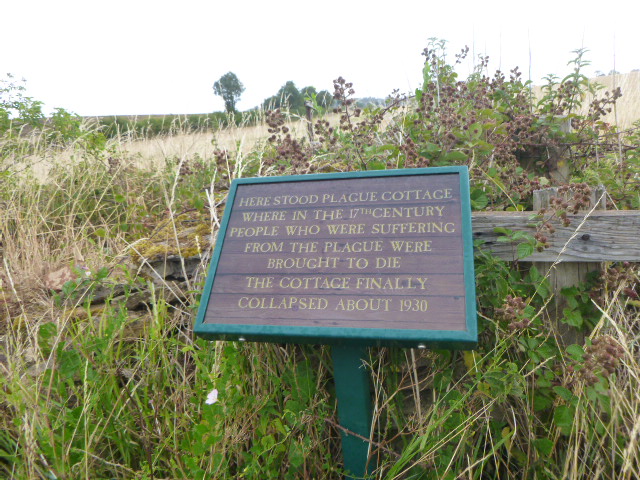 HERE STOOD PLAGUE COTTAGE
WHERE IN THE 17TH CENTURY
PEOPLE WHO WERE SUFFERING
FROM THE PLAGUE WERE
BROUGHT TO DIE
THE COTTAGE FINALLY
COLLAPSED ABOUT 1930